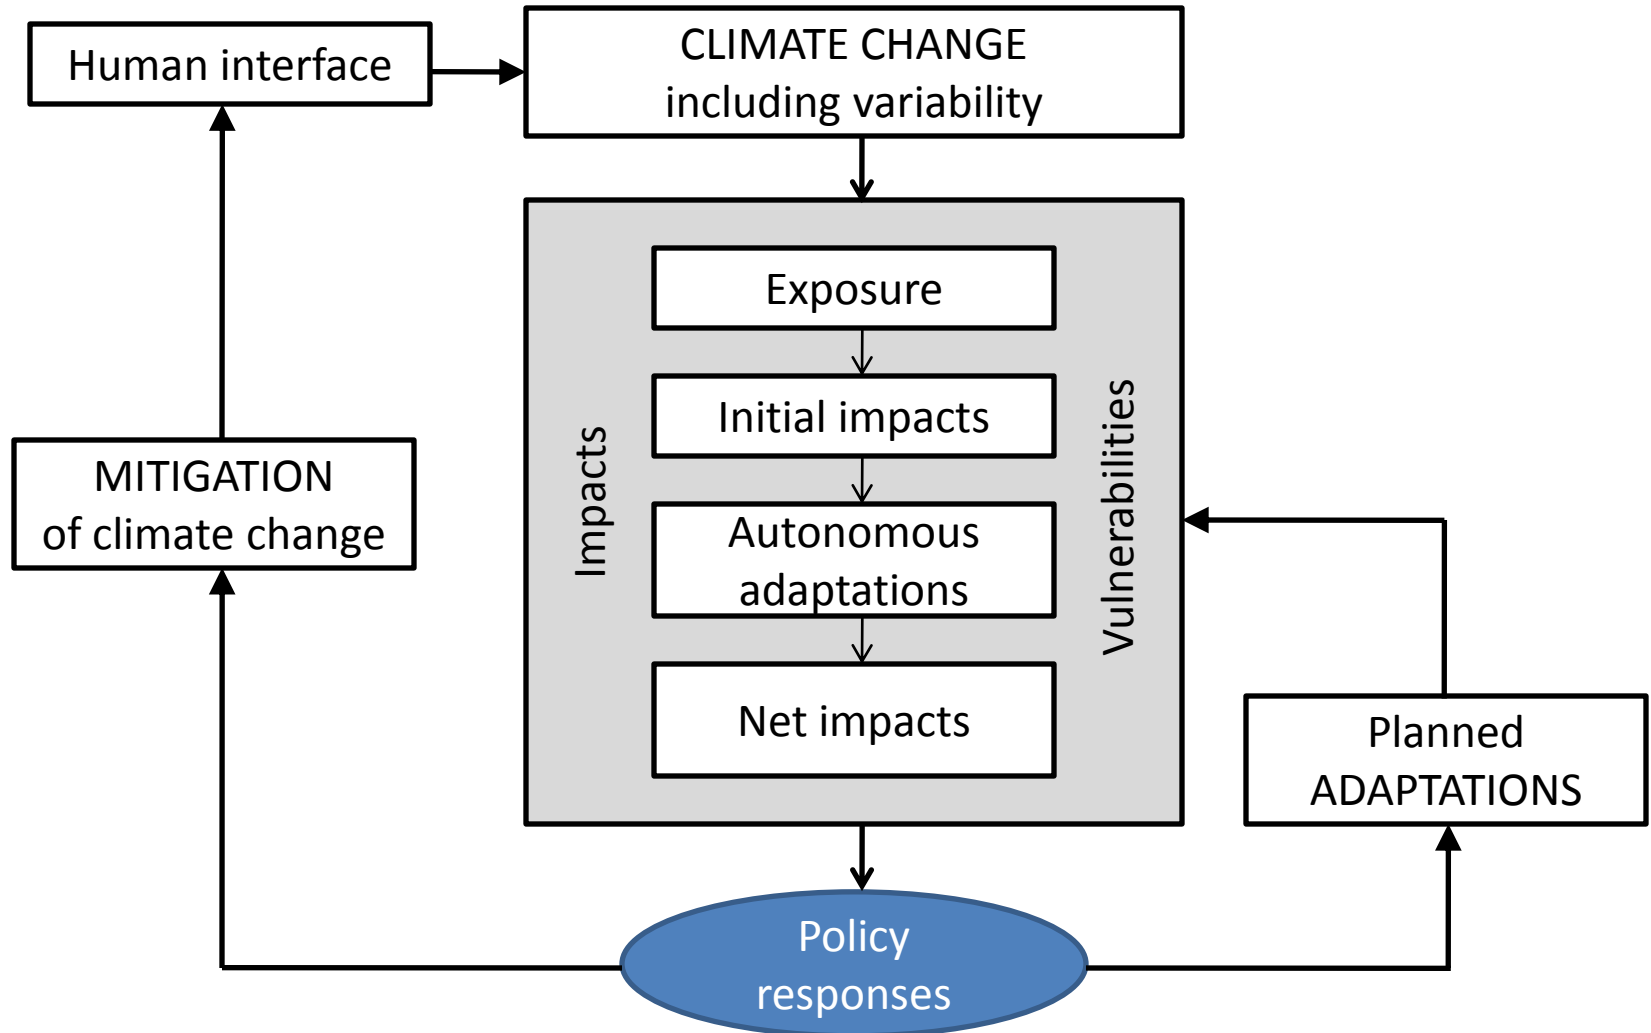 Human interface
CLIMATE CHANGE
including variability
Exposure
Initial impacts
Impacts
Vulnerabilities
MITIGATION
of climate change
Autonomous
adaptations
Net impacts
Planned
ADAPTATIONS
Policy
responses